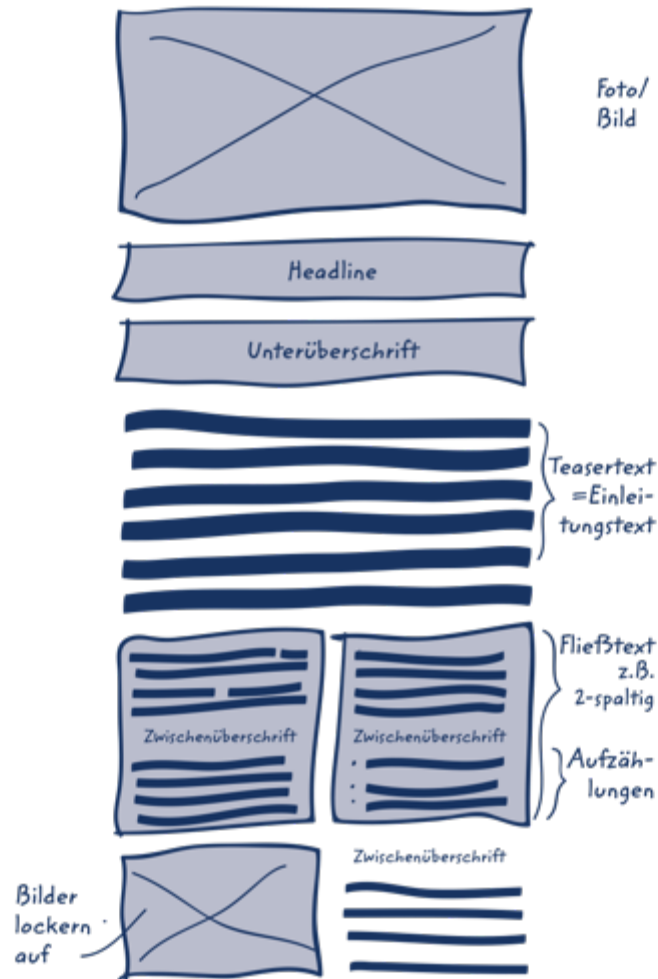 Foto/
Bild
Headline
Unterüberschrift
Teasertext
=Einlei-
tungstext
Fließtext
z.B.
2-spaltig
Zwischenüberschrift
Zwischenüberschrift
Aufzäh-
lungen
Zwischenüberschrift
Bilder
lockern
auf